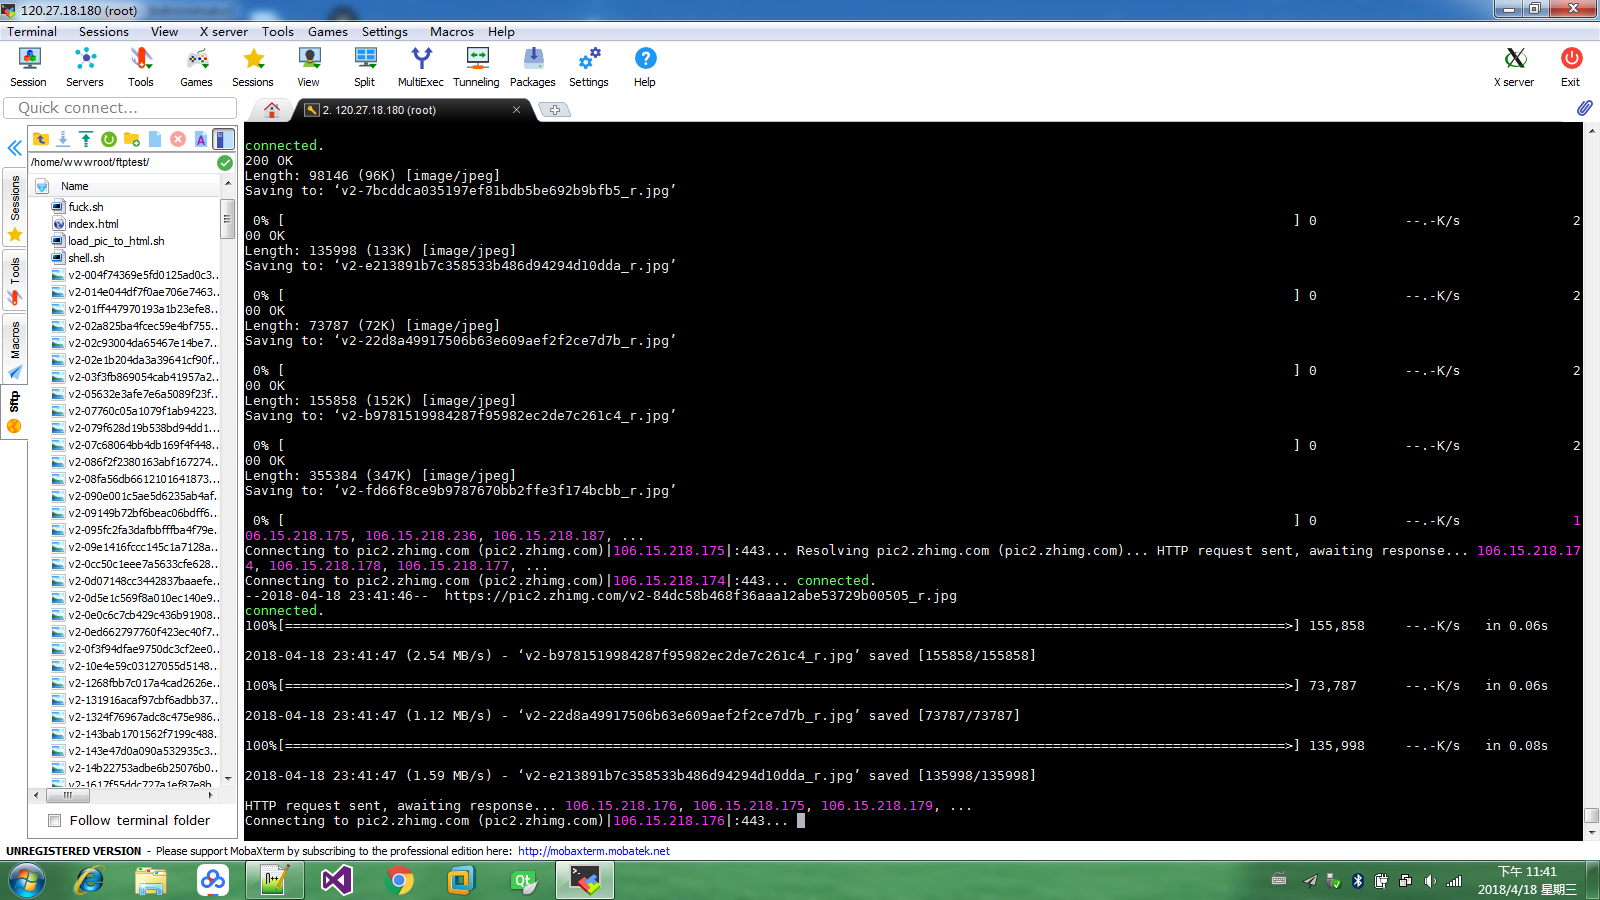 120.27.18.180 (root)
Terminal Sessions View X server Tools Games Settings Macros Help
Session Servers Tools Games Sessions View Split MultiExec Tunneling Packages Settings Help X server Exit
Quick connect...
2. 120.27.18.180 (root)
/home/wwwroot/ftptest/
Name
Sessions
Tools
Macros
Sftp
fuck.sh
index.html
load_pic_to_html.sh
shell.sh
v2-004f74369e5fd0125ad0c3...
v2-014e044df7f0ae706e7463...
v2-01ff447970193a1b23efe8...
v2-02a825ba4fcec59e4bf755...
v2-02c93004da65467e14be7...
v2-02e1b204da3a39641cf90f...
v2-03f3fb869054cab41957a2...
v2-05632e3afe7e6a5089f23f...
v2-07760c05a1079f1ab94223...
v2-079f628d19b538bd94dd1...
v2-07c68064bb4db169f4f448...
v2-086f2f2380163abf167274...
v2-08fa56db6612101641873...
v2-090e001c5ae5d6235ab4af...
v2-09149b72bf6beac06bdff6...
v2-095fc2fa3dafbbfffba4f79e...
v2-09e1416fccc145c1a7128a...
v2-0cc50c1eee7a5633cfe628...
v2-0d07148cc3442837baaefe...
v2-0d5e1c569f8a010ec140e9...
v2-0e0c6c7cb429c436b91908...
v2-0ed662797760f423ec40f7...
v2-0f3f94dfae9750dc3cf2ee0...
v2-10e4e59c03127055d5148...
v2-1268fbb7c017a4cad2626e...
v2-131916acaf97cbf6adbb37...
v2-1324f76967adc8c475e986...
v2-143bab1701562f7199c488...
v2-143e47d0a090a532935c3...
v2-14b22753adbe6b25076b0...
v2-1617f55ddc727a1ef87e8b...
Follow terminal folder
connected.
200 OK
Length: 98146 (96K) [image/jpeg]
Saving to: ‘v2-7bcddca035197ef81bdb5be692b9bfb5_r.jpg’
0% [ ] 0 --.-K/s 2
00 OK
Length: 135998 (133K) [image/jpeg]
Saving to: ‘v2-e213891b7c358533b486d94294d10dda_r.jpg’
0% [ ] 0 --.-K/s 2
00 OK
Length: 73787 (72K) [image/jpeg]
Saving to: ‘v2-22d8a49917506b63e609aef2f2ce7d7b_r.jpg’
0% [ ] 0 --.-K/s 2
00 OK
Length: 155858 (152K) [image/jpeg]
Saving to: ‘v2-b9781519984287f95982ec2de7c261c4_r.jpg’
0% [ ] 0 --.-K/s 2
00 OK
Length: 355384 (347K) [image/jpeg]
Saving to: ‘v2-fd66f8ce9b9787670bb2ffe3f174bcbb_r.jpg’
0% [ ] 0 --.-K/s 1
06.15.218.175, 106.15.218.236, 106.15.218.187, ...
Connecting to pic2.zhimg.com (pic2.zhimg.com)|106.15.218.175|:443... Resolving pic2.zhimg.com (pic2.zhimg.com)... HTTP request sent, awaiting response... 106.15.218.17
4, 106.15.218.178, 106.15.218.177, ...
Connecting to pic2.zhimg.com (pic2.zhimg.com)|106.15.218.174|:443... connected.
--2018-04-18 23:41:46-- https://pic2.zhimg.com/v2-84dc58b468f36aaa12abe53729b00505_r.jpg
connected.
100%[=====================================>] 155,858 --.-K/s in 0.06s
2018-04-18 23:41:47 (2.54 MB/s) - ‘v2-b9781519984287f95982ec2de7c261c4_r.jpg’ saved [155858/155858]
100%[=====================================>] 73,787 --.-K/s in 0.06s
2018-04-18 23:41:47 (1.12 MB/s) - ‘v2-22d8a49917506b63e609aef2f2ce7d7b_r.jpg’ saved [73787/73787]
100%[=====================================>] 135,998 --.-K/s in 0.08s
2018-04-18 23:41:47 (1.59 MB/s) - ‘v2-e213891b7c358533b486d94294d10dda_r.jpg’ saved [135998/135998]
HTTP request sent, awaiting response... 106.15.218.176, 106.15.218.175, 106.15.218.179, ...
Connecting to pic2.zhimg.com (pic2.zhimg.com)|106.15.218.176|:443...
UNREGISTERED VERSION - Please support MobaXterm by subscribing to the professional edition here: http://mobaxterm.mobatek.net
下午 11:41
2018/4/18 星期三